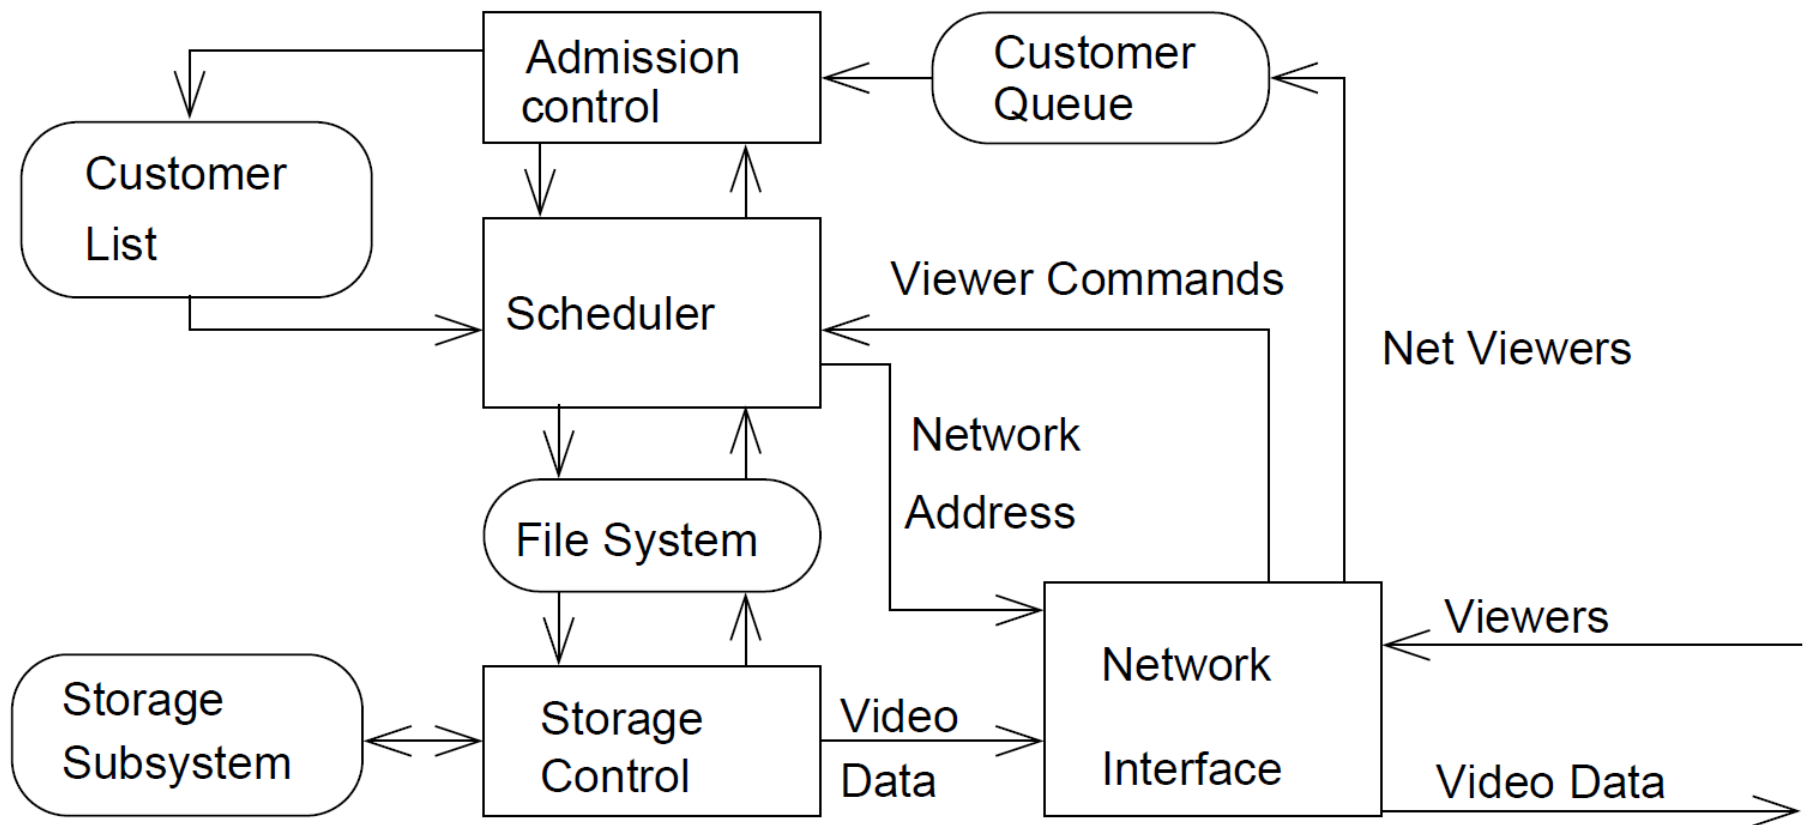 Admission
control
Customer
Queue
Customer
List
Scheduler
Viewer Commands
Net Viewers
Network
Address
File System
Viewers
Network
Interface
Storage
Subsystem
Storage
Control
Video
Data
Video Data